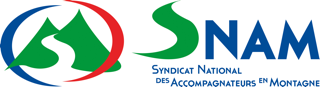 SNAM
SYNDICAT NATIONAL
DES ACCOMPAGNATEURS EN MONTAGNE